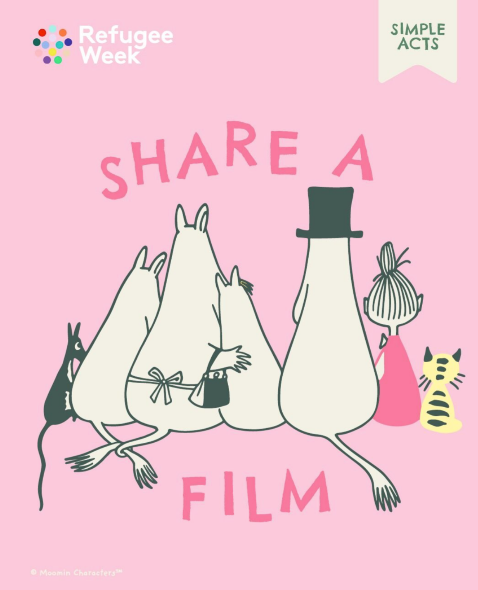 Refugee
Week
SIMPLE
ACTS
SHARE A
FILM
© Moomin Characters™